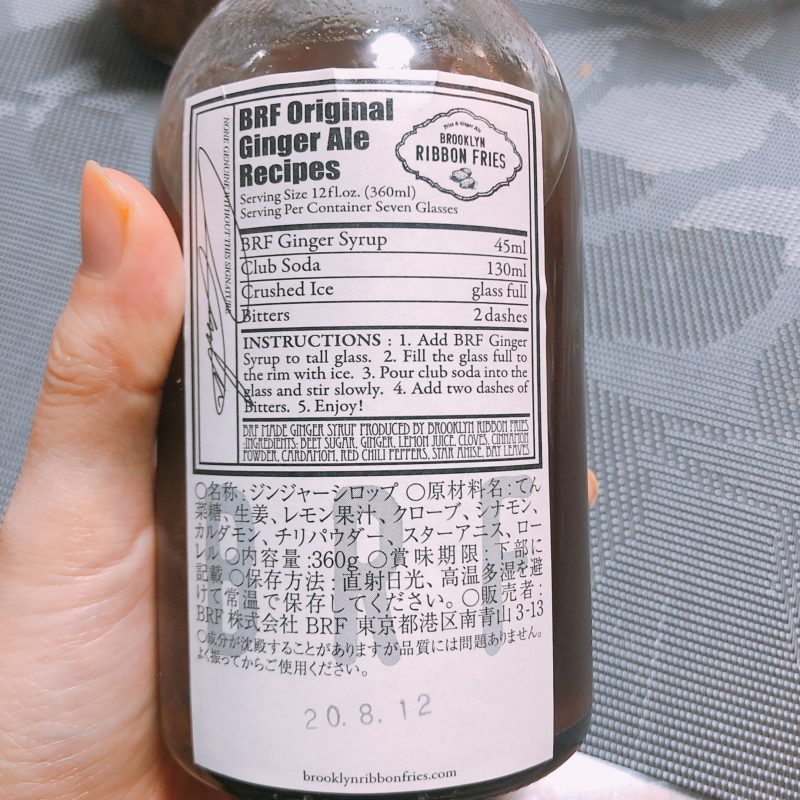 NONE GENUINE WITHOUT THIS SIGNATURE
BRF Original
Ginger Ale
Recipes
Fries & Ginger Ale
BROOKLYN
RIBBON FRIES
Serving Size 12fl.oz. (360ml)
Serving Per Container Seven Glasses
BRF Ginger Syrup 45ml
Club Soda 130ml
Crushed Ice glass full
Bitters 2 dashes
INSTRUCTIONS : 1. Add BRF Ginger
Syrup to tall glass. 2. Fill the glass full to
the rim with ice. 3. Pour club soda into the
glass and stir slowly. 4. Add two dashes of
Bitters. 5. Enjoy!
BRF MADE GINGER SYRUP PRODUCED BY BROOKLYN RIBBON FRIES
·INGREDIENTS: BEET SUGAR, GINGER, LEMON JUICE, CLOVES, CINNAMON
POWDER, CARDAMOM, RED CHILI PEPPERS, STAR ANISE, BAY LEAVES
○名称:ジンジャーシロップ ○原材料名:てん
菜糖、生姜、レモン果汁、クローブ、シナモン、
カルダモン、チリパウダー、スターアニス、ロー
レル ○内容量:360g ○賞味期限:下部に
記載 ○保存方法:直射日光、高温多湿を避
けて常温で保存してください。○販売者:
BRF株式会社 BRF 東京都港区南青山3-13
○成分が沈殿することがありますが品質には問題ありません。
よく振ってからご使用ください。
20.8.12
brooklynribbonfries.com